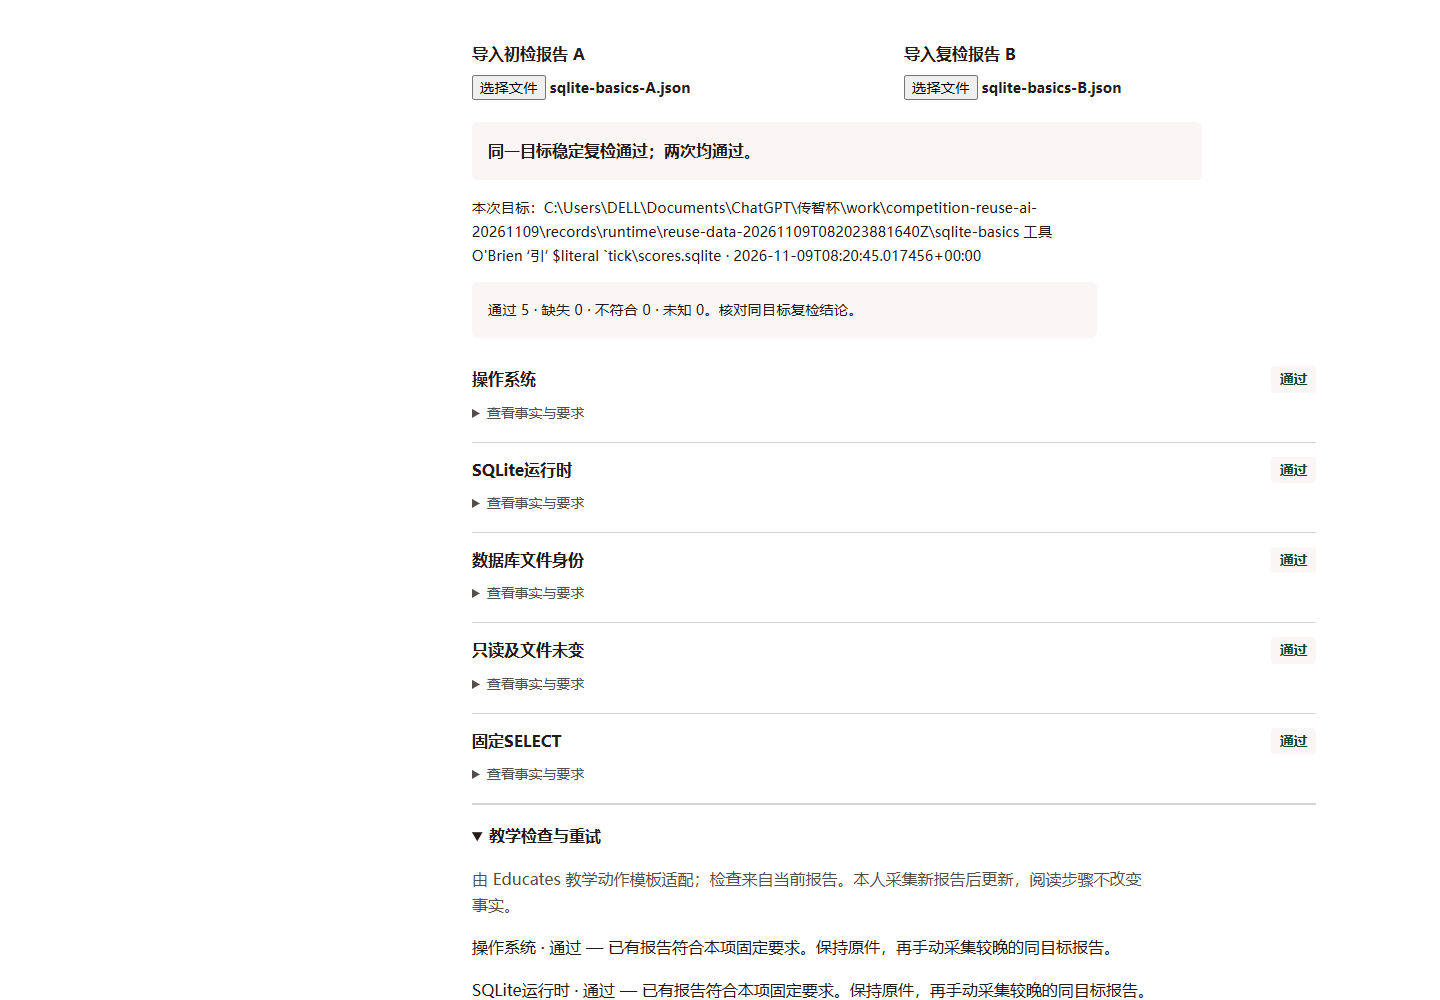 导入初检报告 A
选择文件 sqlite-basics-A.json
导入复检报告 B
选择文件 sqlite-basics-B.json
同一目标稳定复检通过；两次均通过。
本次目标：C:\Users\DELL\Documents\ChatGPT\传智杯\work\competition-reuse-ai-
20261109\records\runtime\reuse-data-20261109T082023881640Z\sqlite-basics 工具
O'Brien ‘引’ $literal `tick\scores.sqlite · 2026-11-09T08:20:45.017456+00:00
通过 5 · 缺失 0 · 不符合 0 · 未知 0。核对同目标复检结论。
操作系统
通过
查看事实与要求
SQLite运行时
通过
查看事实与要求
数据库文件身份
通过
查看事实与要求
只读及文件未变
通过
查看事实与要求
固定SELECT
通过
查看事实与要求
教学检查与重试
由 Educates 教学动作模板适配；检查来自当前报告。本人采集新报告后更新，阅读步骤不改变
事实。
操作系统 · 通过 — 已有报告符合本项固定要求。保持原件，再手动采集较晚的同目标报告。
SQLite运行时 · 通过 — 已有报告符合本项固定要求。保持原件，再手动采集较晚的同目标报告。